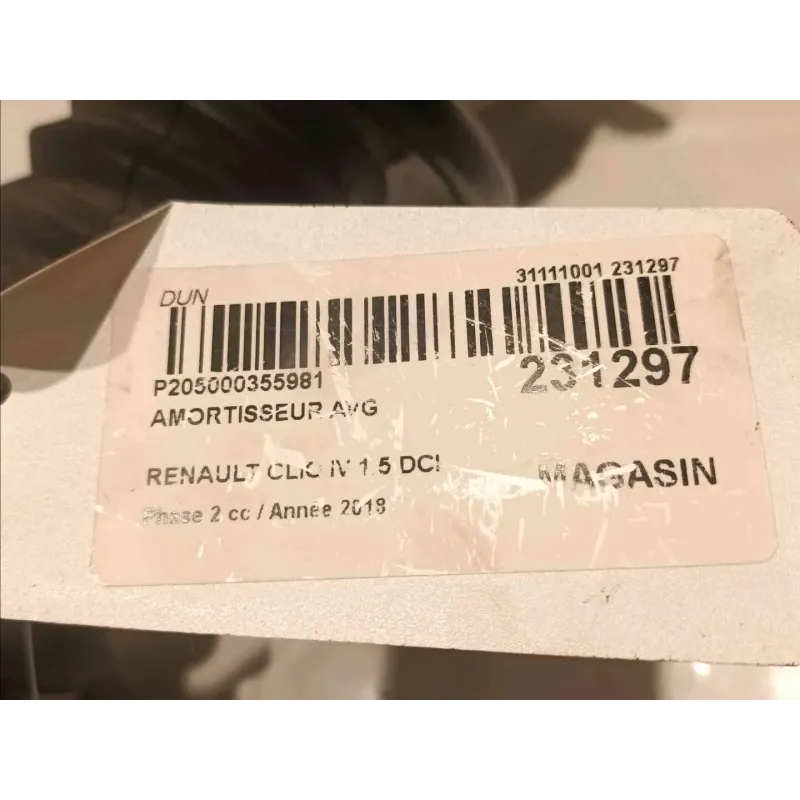 DUN
31111001 231297
P205000355981
231297
AMORTISSEUR AVG
RENAULT CLIO IV 1.5 DCI
MAGASIN
Phase 2 cc / Année 2018